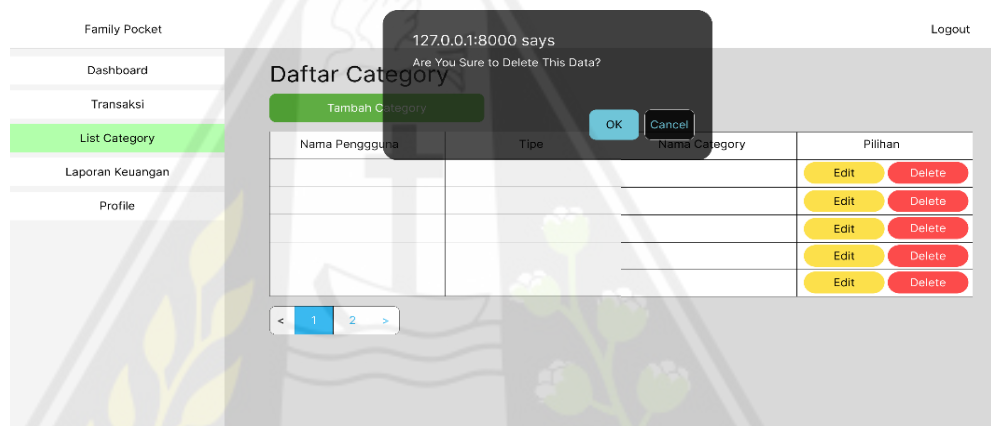 Family Pocket
Logout
127.0.0.1:8000 says
Are You Sure to Delete This Data?
OK
Cancel
Dashboard
Transaksi
List Category
Laporan Keuangan
Profile
Daftar Category
Tambah Category
Nama Penggguna Tipe Nama Category Pilihan
Edit Delete
Edit Delete
Edit Delete
Edit Delete
Edit Delete
< 1 2 >